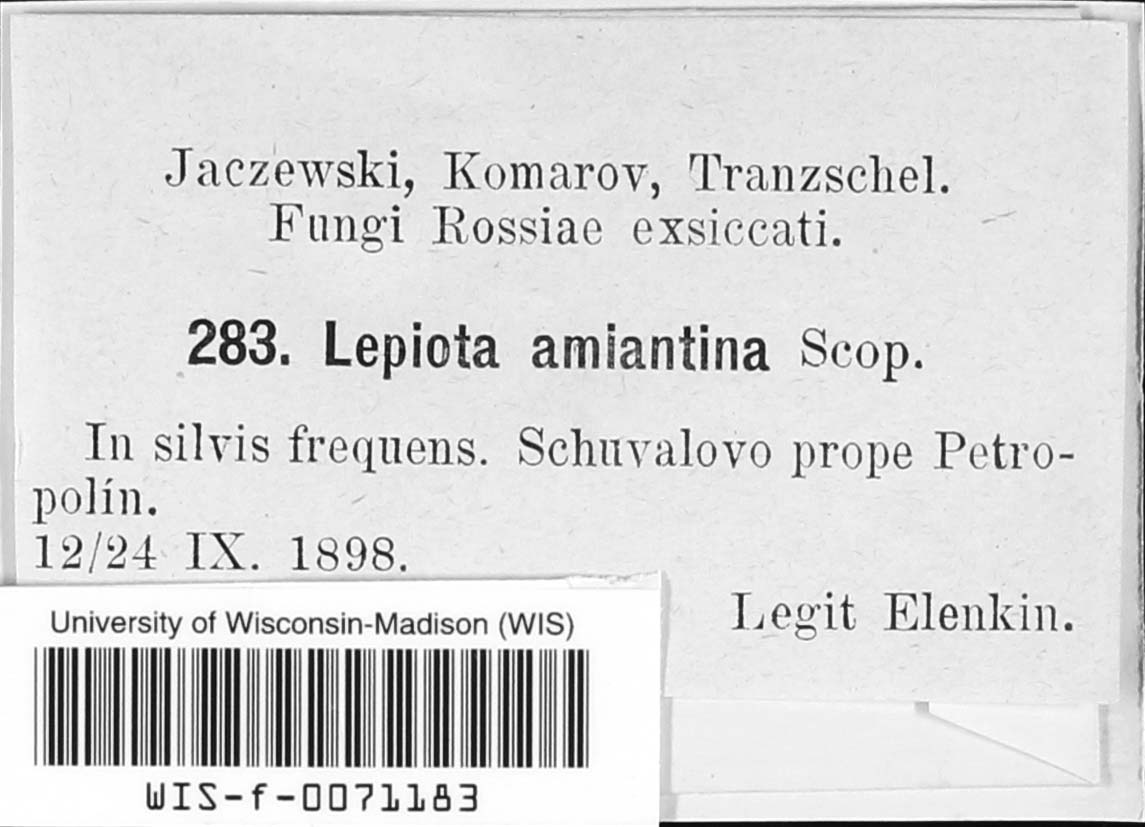 Jaczewski, Komarov, Tranzschel.
Fungi Rossiae exsiccati.
283. Lepiota amiantina Scop.
In silvis frequens. Schuvalovo prope Petro-
polín.
12/24 IX. 1898.
Legit Elenkin.
University of Wisconsin-Madison (WIS)
WIS-f-0071183